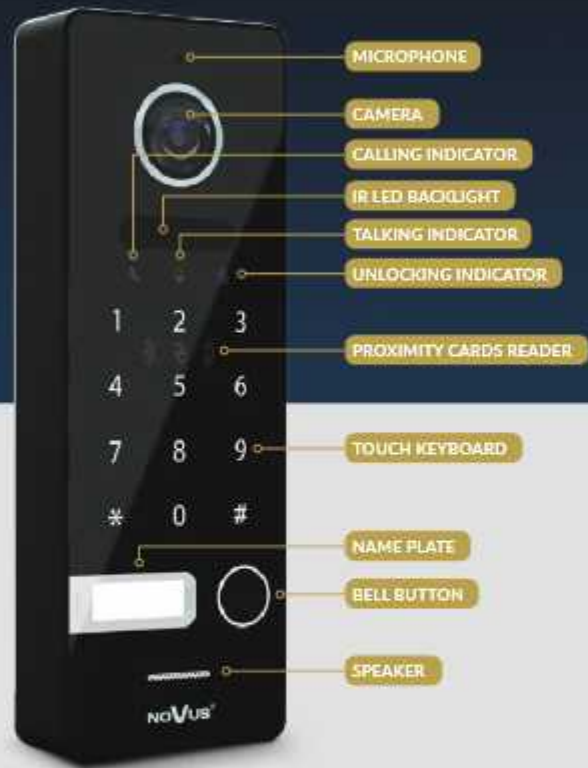 MICROPHONE
CAMERA
CALLING INDICATOR
IR LED BACKLIGHT
TALKING INDICATOR
UNLOCKING INDICATOR
1 2 3
PROXIMITY CARDS READER
4 5 6
7 8 9
TOUCH KEYBOARD
* 0 #
NAME PLATE
BELL BUTTON
SPEAKER
NOVUS®